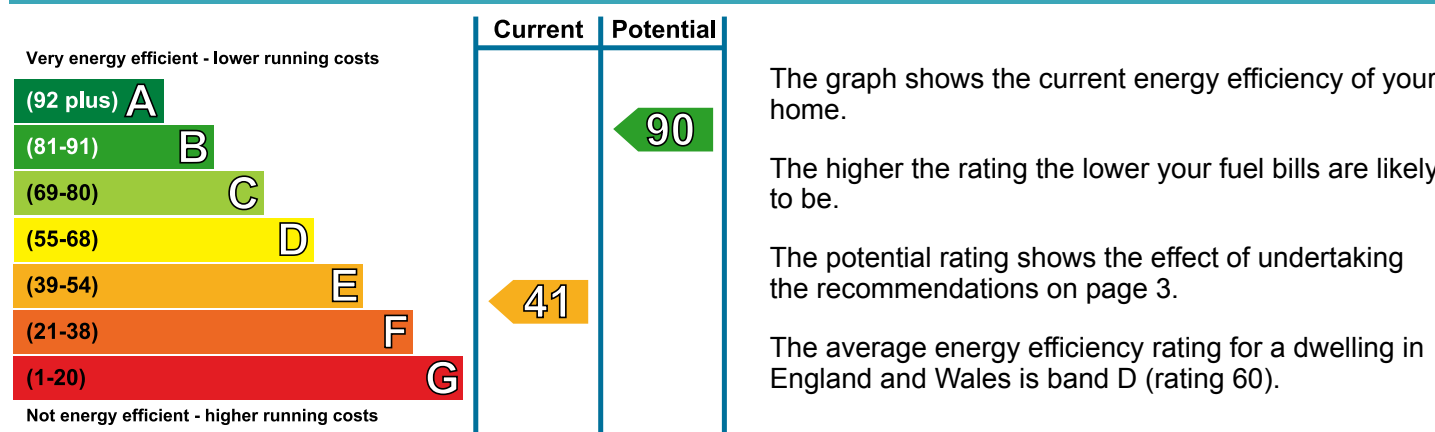 Current Potential
Very energy efficient - lower running costs
(92 plus) A
(81-91) B
(69-80) C
(55-68) D
(39-54) E
(21-38) F
(1-20) G
Not energy efficient - higher running costs
90
41
The graph shows the current energy efficiency of your
home.
The higher the rating the lower your fuel bills are likely
to be.
The potential rating shows the effect of undertaking
the recommendations on page 3.
The average energy efficiency rating for a dwelling in
England and Wales is band D (rating 60).